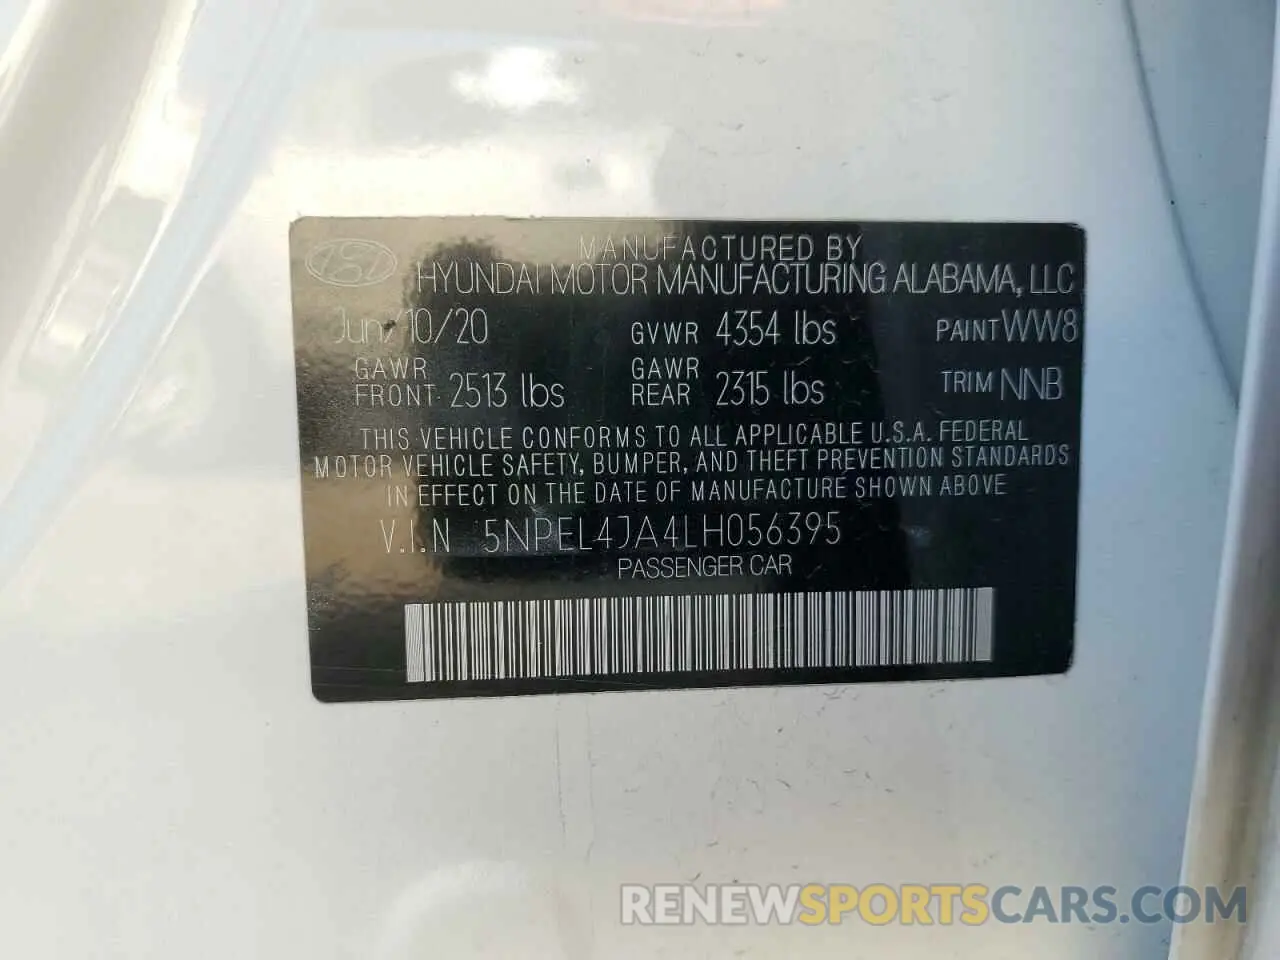 MANUFACTURED BY
HYUNDAI MOTOR MANUFACTURING ALABAMA, LLC
Jun/10/20 GVWR 4354 lbs PAINT WW8
GAWR FRONT 2513 lbs GAWR REAR 2315 lbs TRIM NNB
THIS VEHICLE CONFORMS TO ALL APPLICABLE U.S.A. FEDERAL
MOTOR VEHICLE SAFETY, BUMPER, AND THEFT PREVENTION STANDARDS
IN EFFECT ON THE DATE OF MANUFACTURE SHOWN ABOVE
V.I.N 5NPEL4JA4LH056395
PASSENGER CAR
RENEWSPORTSCARS.COM